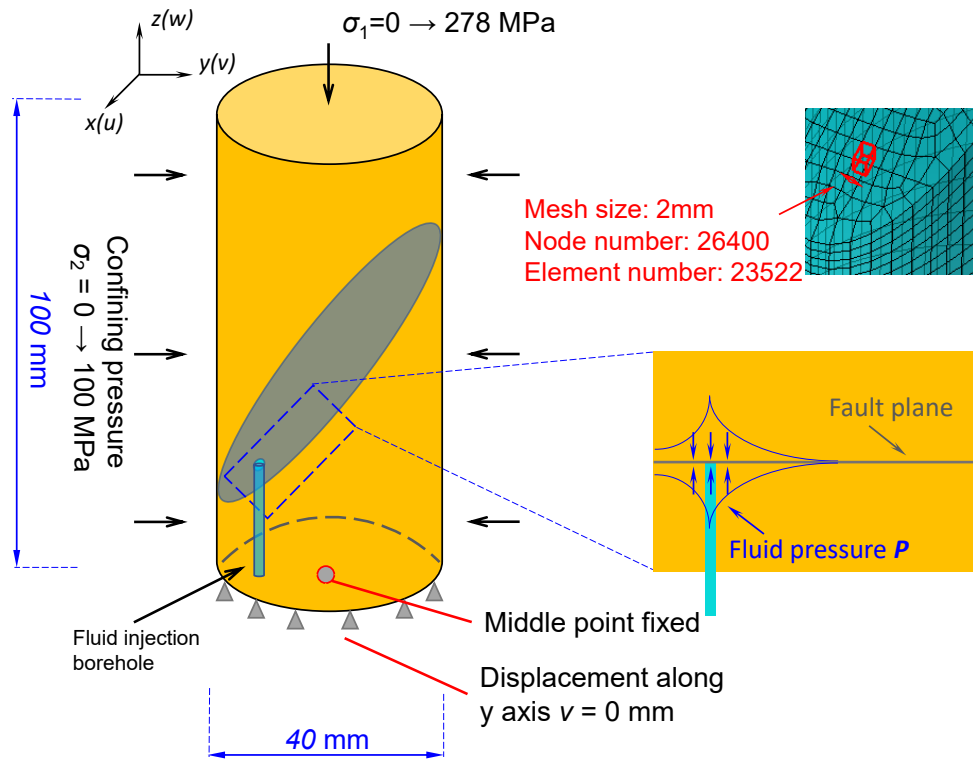 z(w)
y(v)
x(u)
σ1=0 → 278 MPa
Mesh size: 2mm
Node number: 26400
Element number: 23522
Confining pressure
σ2 = 0 → 100 MPa
100 mm
Fault plane
Fluid pressure P
Fluid injection
borehole
Middle point fixed
Displacement along
y axis v = 0 mm
40 mm